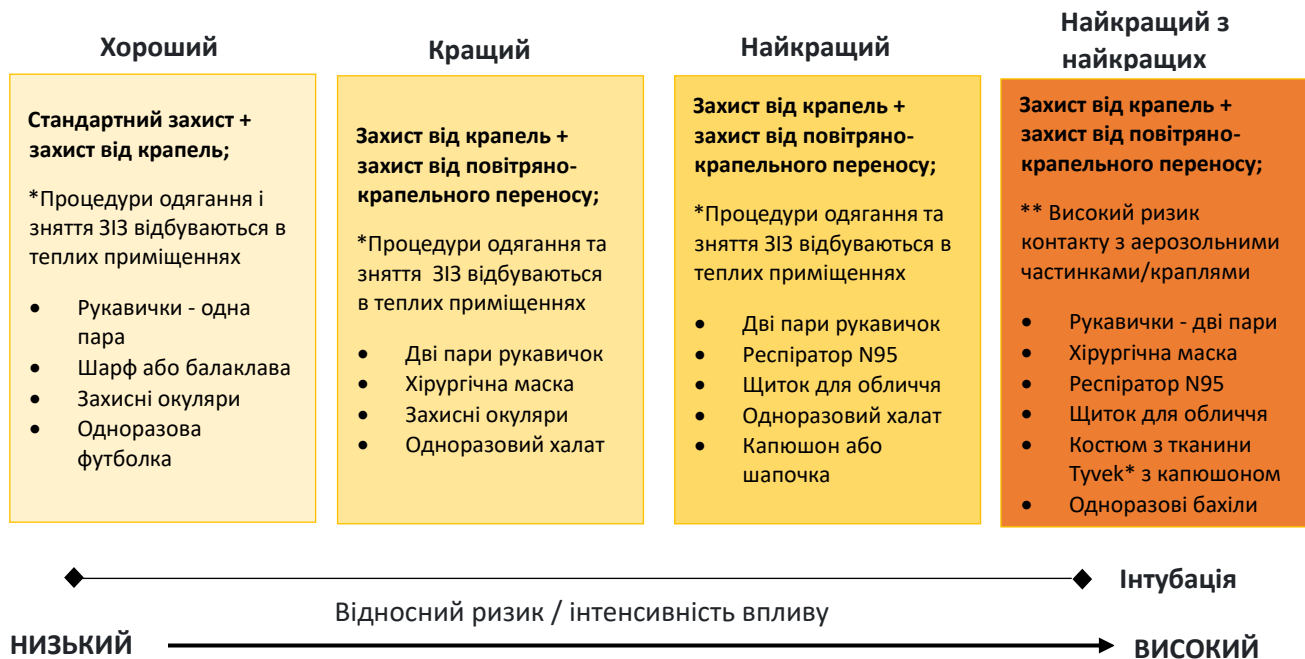 Хороший
Стандартний захист +
захист від крапель;
*Процедури одягання і
зняття ЗІЗ відбуваються в
теплих приміщеннях
• Рукавички - одна
пара
• Шарф або балаклава
• Захисні окуляри
• Одноразова
футболка
Кращий
Захист від крапель +
захист від повітряно-
крапельного переносу;
*Процедури одягання та
зняття ЗІЗ відбуваються
в теплих приміщеннях
• Дві пари рукавичок
• Хірургічна маска
• Захисні окуляри
• Одноразовий халат
Найкращий
Захист від крапель +
захист від повітряно-
крапельного переносу;
*Процедури одягання та
зняття ЗІЗ відбуваються в
теплих приміщеннях
• Дві пари рукавичок
• Респіратор N95
• Щиток для обличчя
• Одноразовий халат
• Капюшон або
шапочка
Найкращий з
найкращих
Захист від крапель +
захист від повітряно-
крапельного переносу;
** Високий ризик
контакту з аерозольними
частинками/краплями
• Рукавички - дві пари
• Хірургічна маска
• Респіратор N95
• Щиток для обличчя
• Костюм з тканини
Tyvek* з капюшоном
• Одноразові бахіли
Інтубація
Відносний ризик / інтенсивність впливу
НИЗЬКИЙ
ВИСОКИЙ